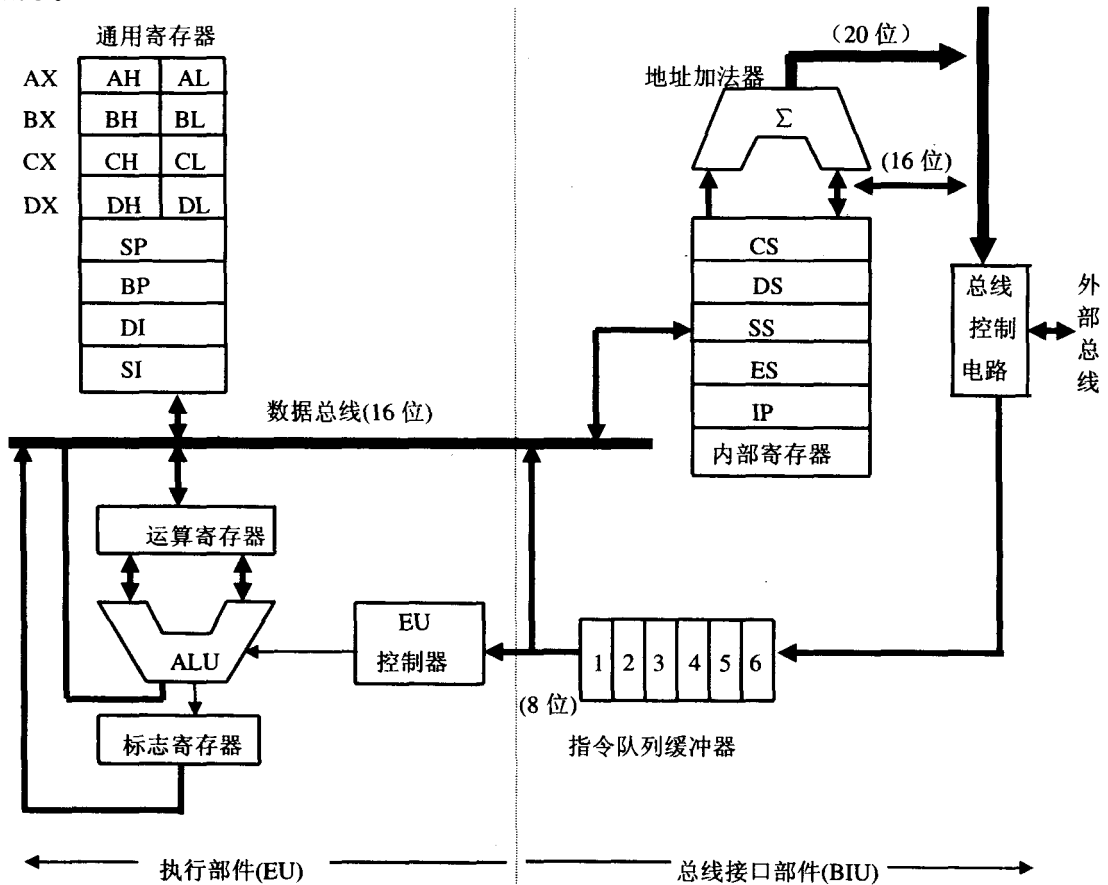 通用寄存器
AX AH AL
BX BH BL
CX CH CL
DX DH DL
SP
BP
DI
SI
数据总线(16 位)
运算寄存器
ALU
EU
控制器
标志寄存器
(20 位)
地址加法器
Σ
(16 位)
CS
DS
SS
ES
IP
内部寄存器
总线
控制
电路
外
部
总
线
1 2 3 4 5 6
(8 位)
指令队列缓冲器
执行部件(EU)
总线接口部件(BIU)